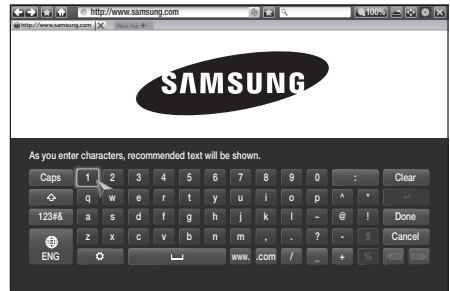 http://www.samsung.com 100%
http://www.samsung.com New Tab
SAMSUNG
As you enter characters, recommended text will be shown.
Caps 1 2 3 4 5 6 7 8 9 0 : Clear
q w e r t y u i o p ^ *
123#& a s d f g h j k l ~ @ ! Done
z x c v b n m , . ? - $ Cancel
ENG www. .com / _ + %